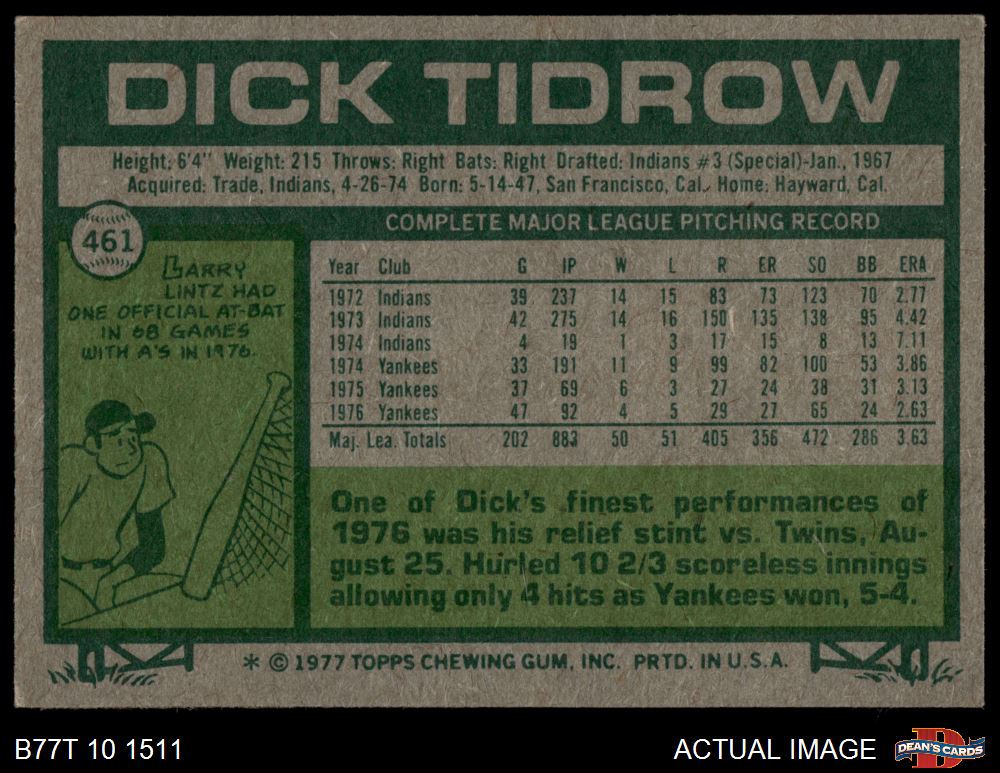 DICK TIDROW
Height: 6'4" Weight: 215 Throws: Right Bats: Right Drafted: Indians #3 (Special)-Jan., 1967
Acquired: Trade, Indians, 4-26-74 Born: 5-14-47, San Francisco, Cal. Home: Hayward, Cal.
461
COMPLETE MAJOR LEAGUE PITCHING RECORD
LARRY
LINTZ HAD
ONE OFFICIAL AT-BAT
IN 68 GAMES
WITH A'S IN 1976.
Year Club G IP W L R ER SO BB ERA
1972 Indians 39 237 14 15 83 73 123 70 2.77
1973 Indians 42 275 14 16 150 135 138 95 4.42
1974 Indians 4 19 1 3 17 15 8 13 7.11
1974 Yankees 33 191 11 9 99 82 100 53 3.86
1975 Yankees 37 69 6 3 27 24 38 31 3.13
1976 Yankees 47 92 4 5 29 27 65 24 2.63
Maj. Lea. Totals 202 883 50 51 405 356 472 286 3.63
One of Dick's finest performances of
1976 was his relief stint vs. Twins, Au-
gust 25. Hurled 10 2/3 scoreless innings
allowing only 4 hits as Yankees won, 5-4.
* © 1977 TOPPS CHEWING GUM, INC. PRTD. IN U.S.A.
B77T 10 1511
ACTUAL IMAGE
D
DEAN'S CARDS